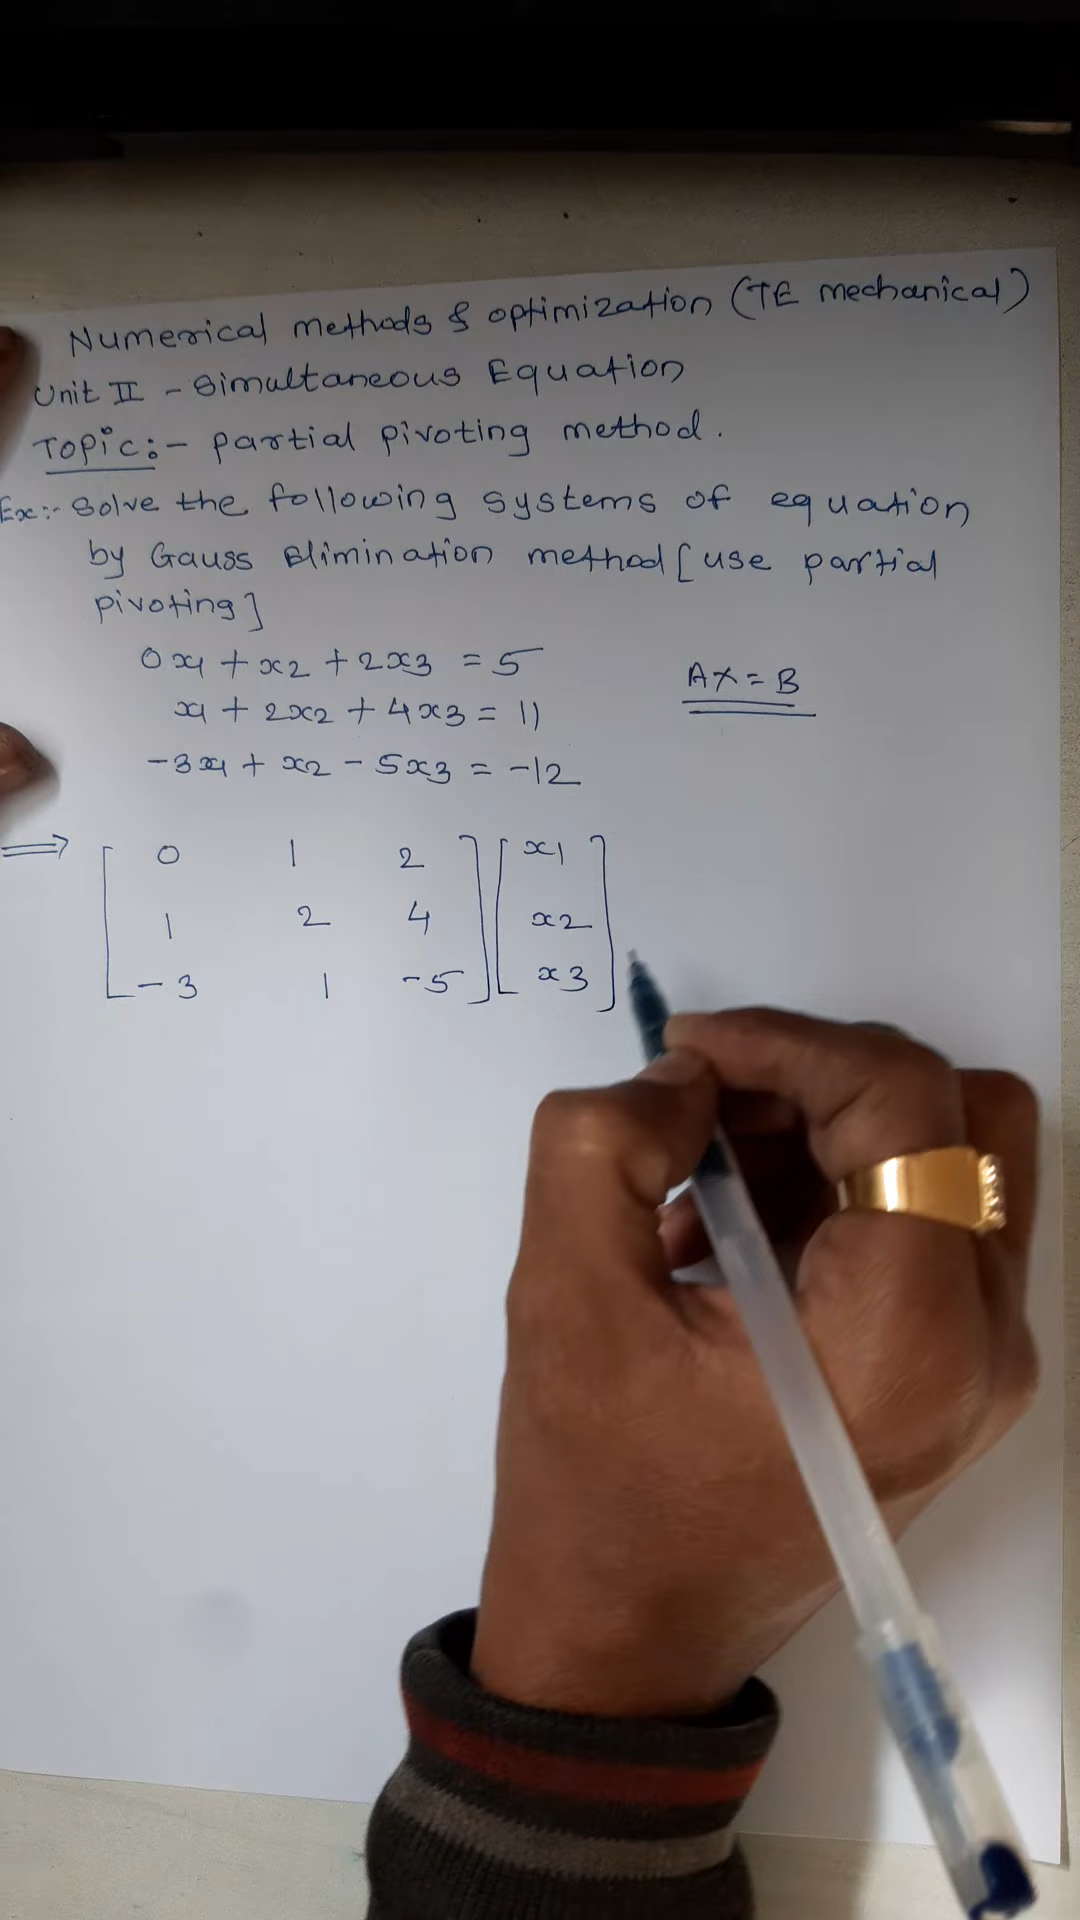 Numerical methods & optimization (TE mechanical)
Unit II - Simultaneous Equation
Topic:- partial pivoting method.
Ex:- Solve the following systems of equation
by Gauss Elimination method [use partial
pivoting]
0x1 + x2 + 2x3 = 5
AX = B
x1 + 2x2 + 4x3 = 11
-3x1 + x2 - 5x3 = -12
⇒ [ 0 1 2 ] [ x1 ]
1 2 4 x2
-3 1 -5 x3